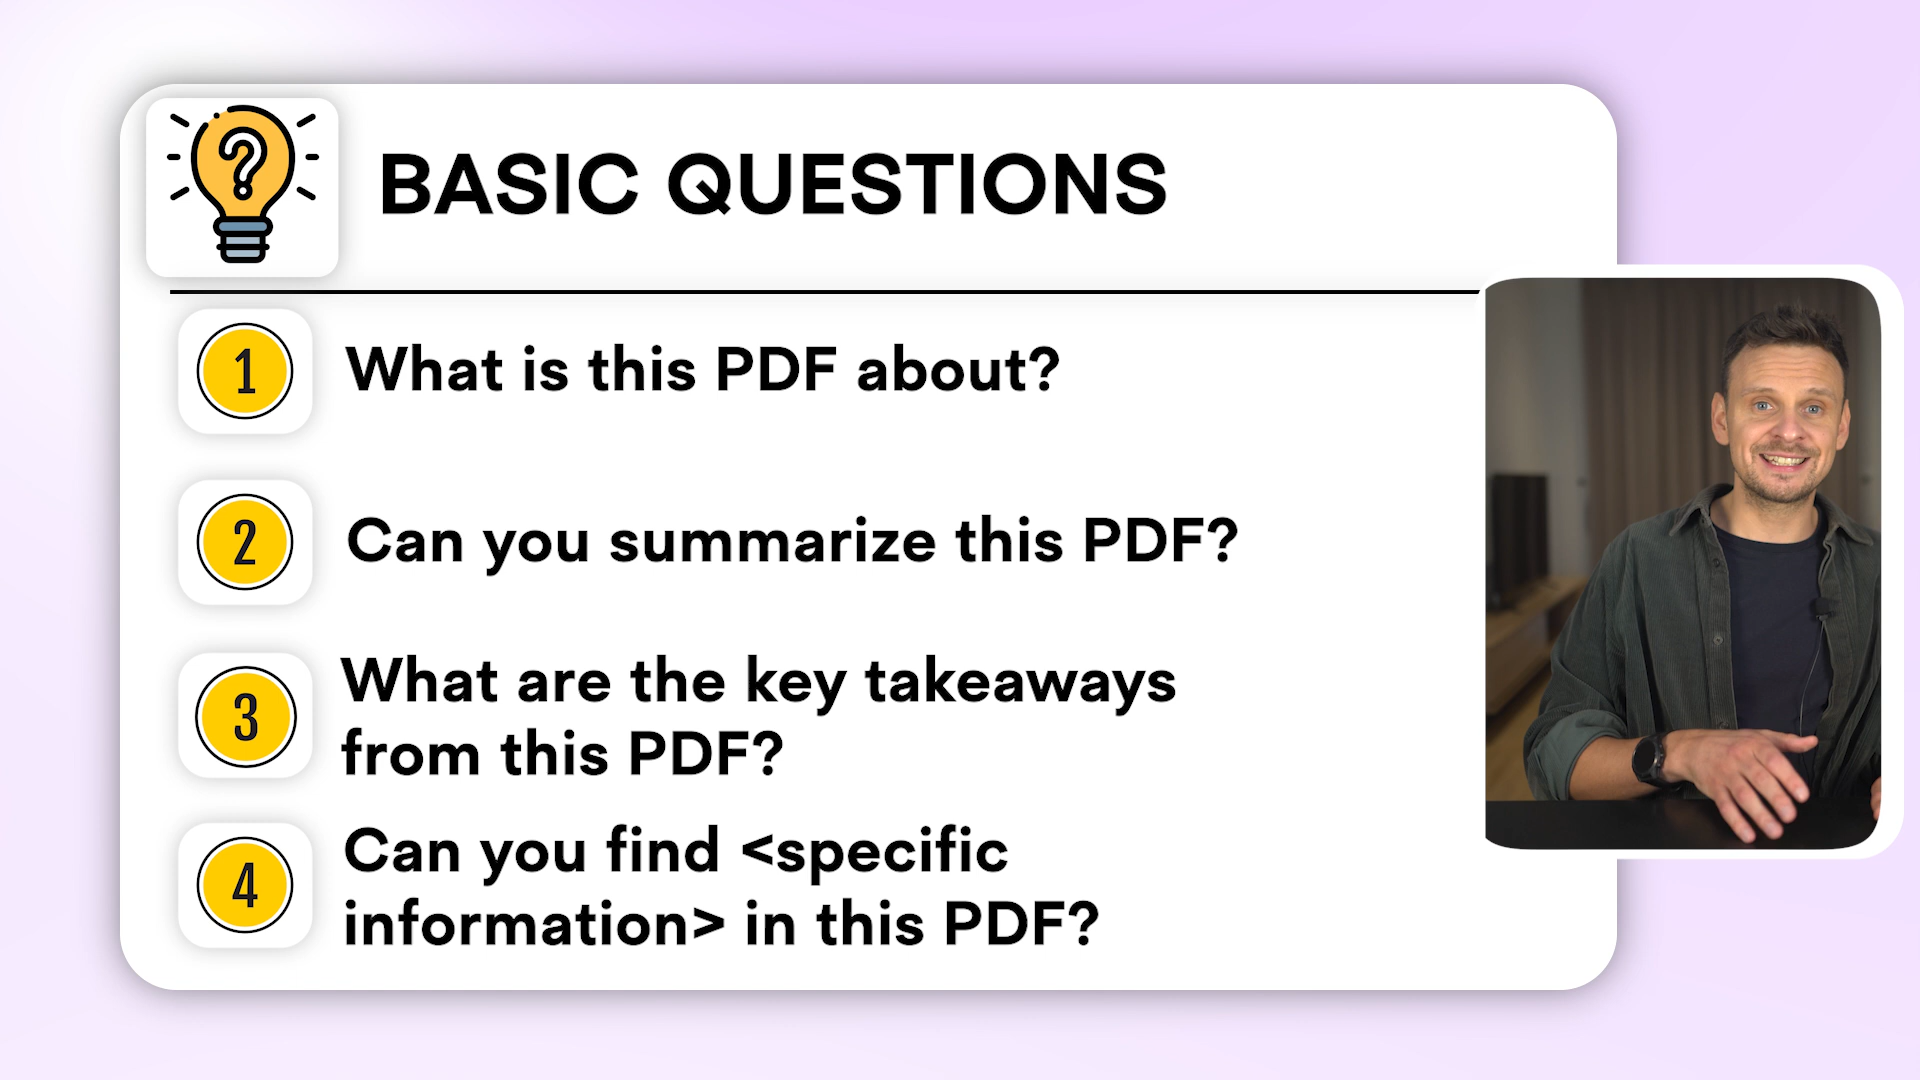 BASIC QUESTIONS
1
What is this PDF about?
2
Can you summarize this PDF?
3
What are the key takeaways
from this PDF?
4
Can you find <specific
information> in this PDF?